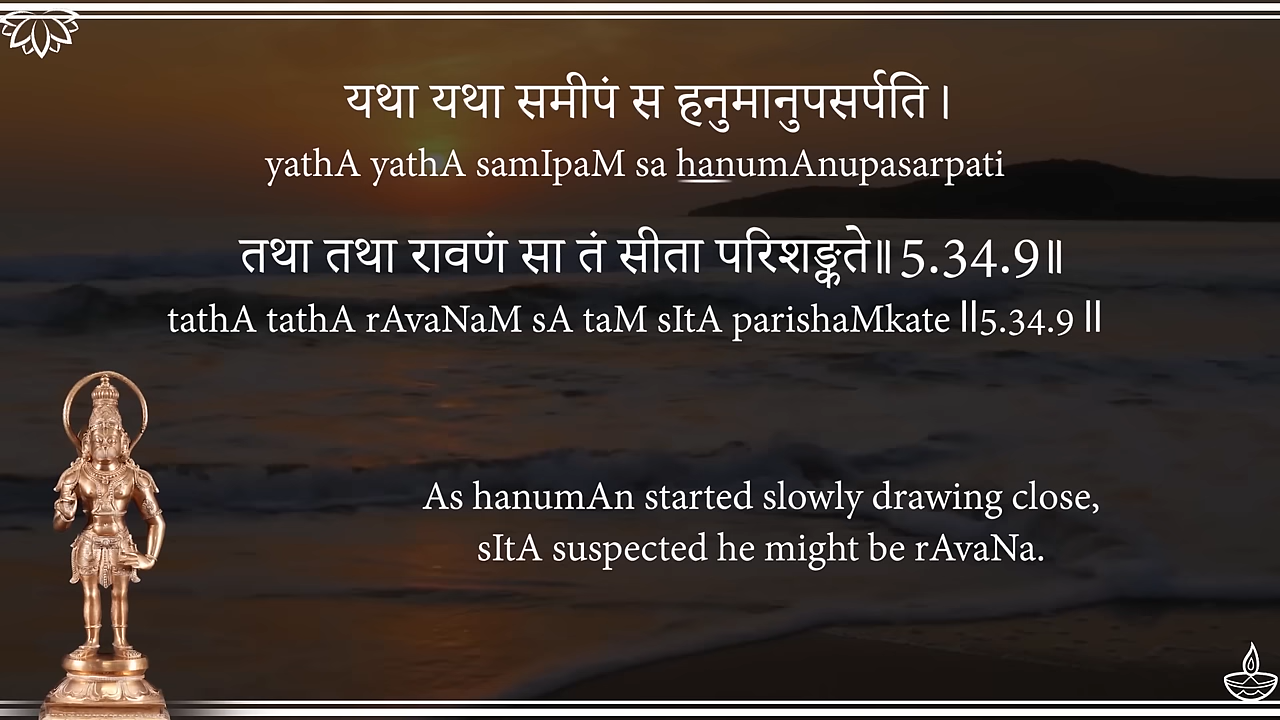 यथा यथा समीपं स हनुमानुपसर्पति।
yathA yathA samIpaM sa hanumAnupasarpati
तथा तथा रावणं सा तं सीता परिशङ्कते॥5.34.9॥
tathA tathA rAvaNaM sA taM sItA parishaMkate ||5.34.9 ||
As hanumAn started slowly drawing close,
sItA suspected he might be rAvaNa.